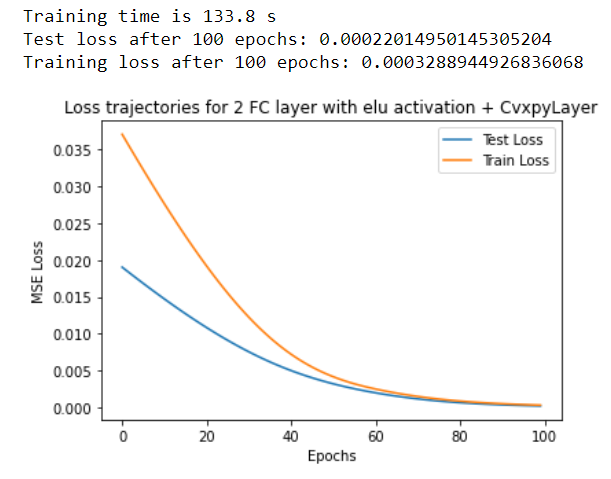 Training time is 133.8 s
Test loss after 100 epochs: 0.00022014950145305204
Training loss after 100 epochs: 0.0003288944926836068
Loss trajectories for 2 FC layer with elu activation + CvxpyLayer
Test Loss
Train Loss
0.035
0.030
0.025
0.020
0.015
0.010
0.005
0.000
MSE Loss
0 20 40 60 80 100
Epochs